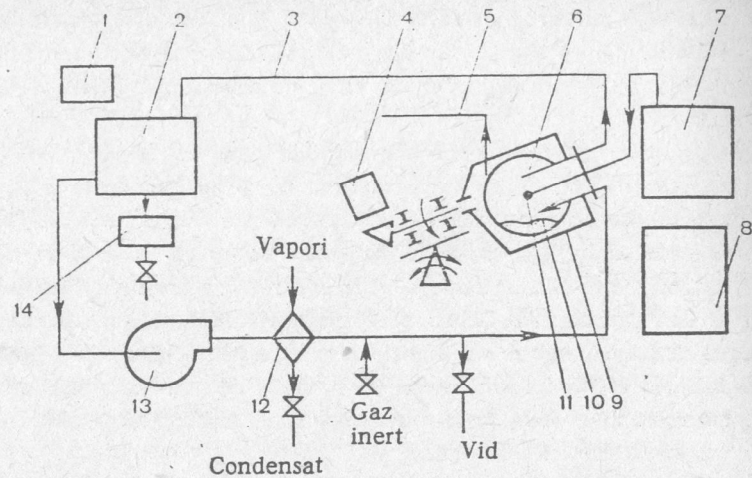 1 2 3 4 5 6 7
8
Vapori
14
13 12 11 10 9
Gaz
inert
Vid
Condensat